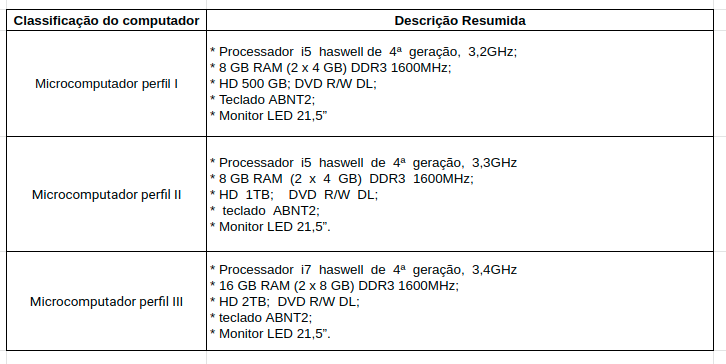 Classificação do computador
Descrição Resumida
Microcomputador perfil I
* Processador i5 haswell de 4ª geração, 3,2GHz;
* 8 GB RAM (2 x 4 GB) DDR3 1600MHz;
* HD 500 GB; DVD R/W DL;
* Teclado ABNT2;
* Monitor LED 21,5”
Microcomputador perfil II
* Processador i5 haswell de 4ª geração, 3,3GHz
* 8 GB RAM (2 x 4 GB) DDR3 1600MHz;
* HD 1TB; DVD R/W DL;
* teclado ABNT2;
* Monitor LED 21,5”.
Microcomputador perfil III
* Processador i7 haswell de 4ª geração, 3,4GHz
* 16 GB RAM (2 x 8 GB) DDR3 1600MHz;
* HD 2TB; DVD R/W DL;
* teclado ABNT2;
* Monitor LED 21,5”.